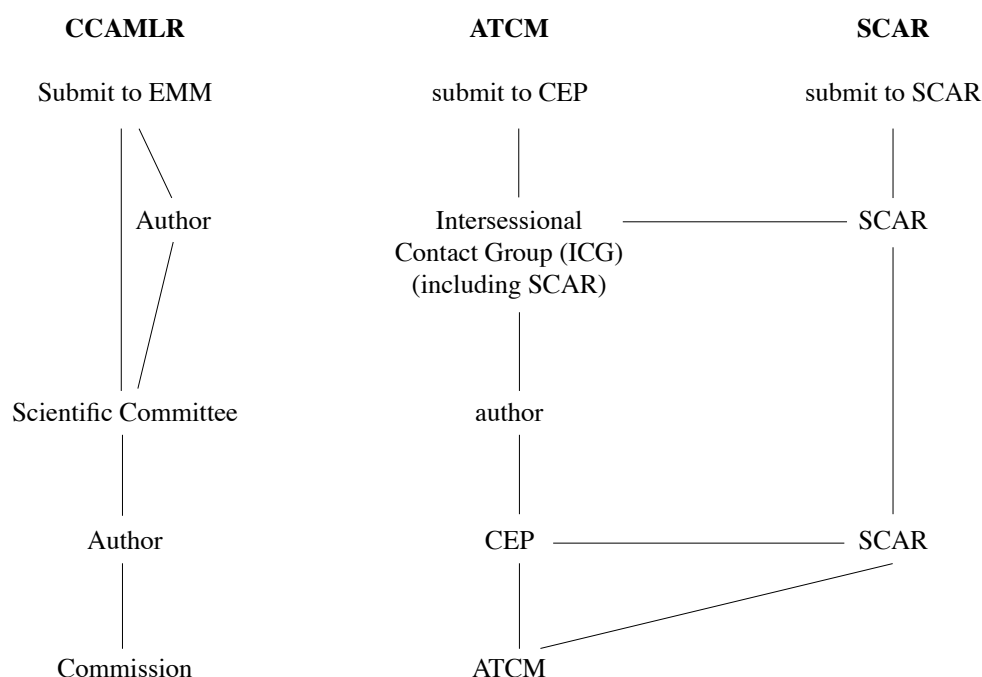 CCAMLR
ATCM
SCAR
Submit to EMM
submit to CEP
submit to SCAR
Author
Intersessional
Contact Group (ICG)
(including SCAR)
SCAR
Scientific Committee
author
Author
CEP
SCAR
Commission
ATCM